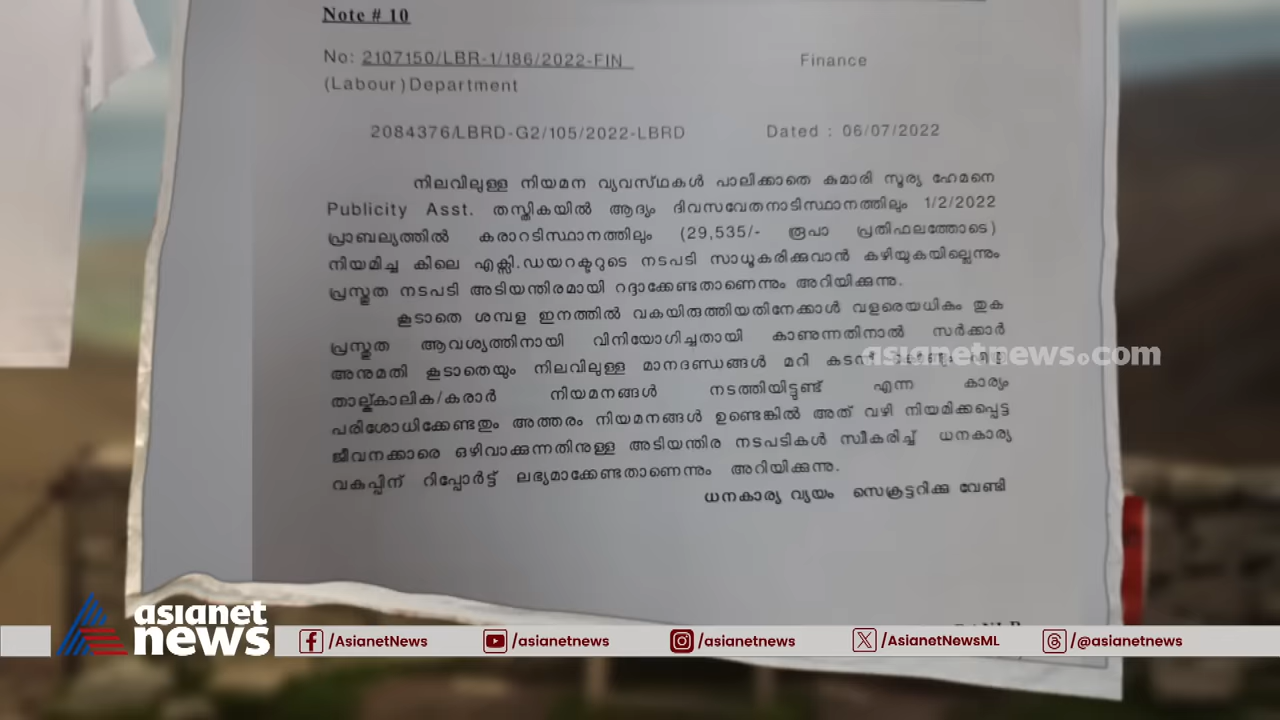 Note # 10
No: 2107150/LBR-1/186/2022-FIN Finance
(Labour)Department
2084376/LBRD-G2/105/2022-LBRD Dated : 06/07/2022
നിലവിലുള്ള നിയമന വ്യവസ്ഥകൾ പാലിക്കാതെ കുമാരി സൂര്യ ഹേമനെ
Publicity Asst. തസ്തികയിൽ ആദ്യം ദിവസവേതനാടിസ്ഥാനത്തിലും 1/2/2022
പ്രാബല്യത്തിൽ കരാറടിസ്ഥാനത്തിലും (29,535/- രൂപാ പ്രതിഫലത്തോടെ)
നിയമിച്ച കിലെ എക്സി.ഡയറക്ടറുടെ നടപടി സാധൂകരിക്കുവാൻ കഴിയുകയില്ലെന്നും
പ്രസ്തുത നടപടി അടിയന്തിരമായി റദ്ദാക്കേണ്ടതാണെന്നും അറിയിക്കുന്നു.
കൂടാതെ ശമ്പള ഇനത്തിൽ വകയിരുത്തിയതിനേക്കാൾ വളരെയധികം തുക
പ്രസ്തുത ആവശ്യത്തിനായി വിനിയോഗിച്ചതായി കാണുന്നതിനാൽ സർക്കാർ
അനുമതി കൂടാതെയും നിലവിലുള്ള മാനദണ്ഡങ്ങൾ മറി
താല്ക്കാലിക/കരാർ നിയമനങ്ങൾ നടത്തിയിട്ടുണ്ട് എന്ന കാര്യം
പരിശോധിക്കേണ്ടതും അത്തരം നിയമനങ്ങൾ ഉണ്ടെങ്കിൽ അത് വഴി നിയമിക്കപ്പെട്ട
ജീവനക്കാരെ ഒഴിവാക്കുന്നതിനുള്ള അടിയന്തിര നടപടികൾ സ്വീകരിച്ച് ധനകാര്യ
വകുപ്പിന് റിപ്പോർട്ട് ലഭ്യമാക്കേണ്ടതാണെന്നും അറിയിക്കുന്നു.
ധനകാര്യ വ്യയം സെക്രട്ടറിക്കു വേണ്ടി
asianetnews.com
asianet
news
/AsianetNews /asianetnews /asianetnews /AsianetNewsML /@asianetnews